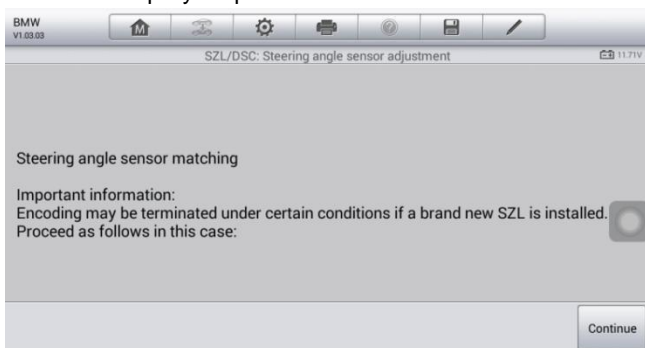 BMW
V1.03.03
SZL/DSC: Steering angle sensor adjustment
11.71V
Steering angle sensor matching
Important information:
Encoding may be terminated under certain conditions if a brand new SZL is installed.
Proceed as follows in this case:
Continue